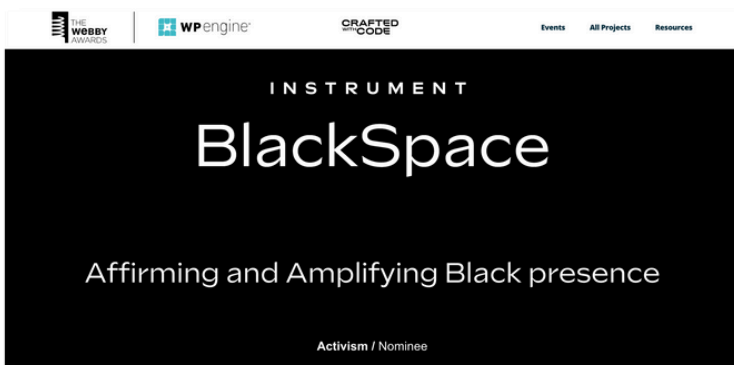 THE WEBBY AWARDS
WP engine
CRAFTED WITH CODE
Events All Projects Resources
INSTRUMENT
BlackSpace
Affirming and Amplifying Black presence
Activism / Nominee